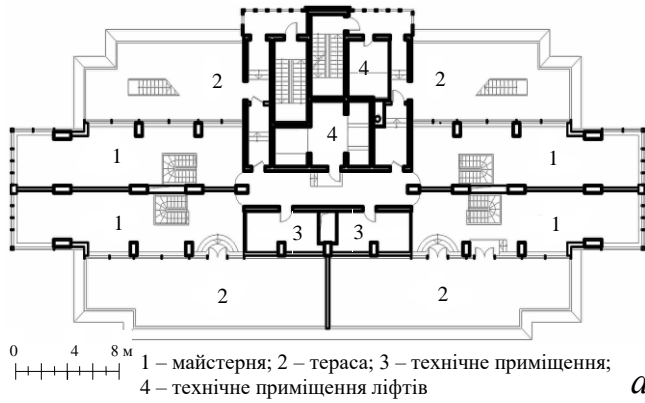 2 4 2
1 4 1
1 3 3 1
2 2
0 4 8 м
1 – майстерня; 2 – тераса; 3 – технічне приміщення;
4 – технічне приміщення ліфтів
а